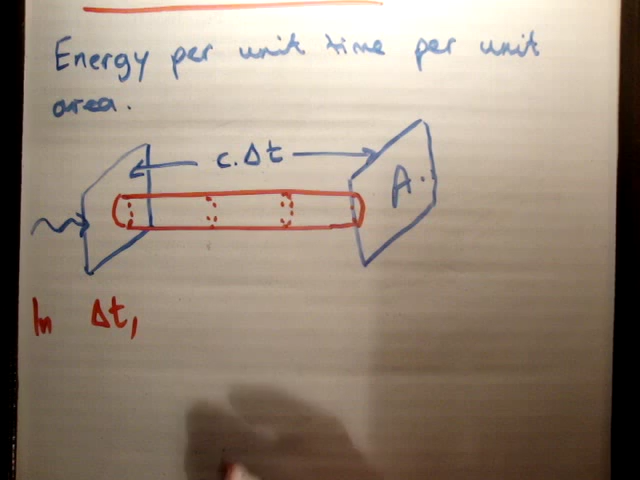 Energy per unit time per unit
area.
c.Δt
A.
In Δt,